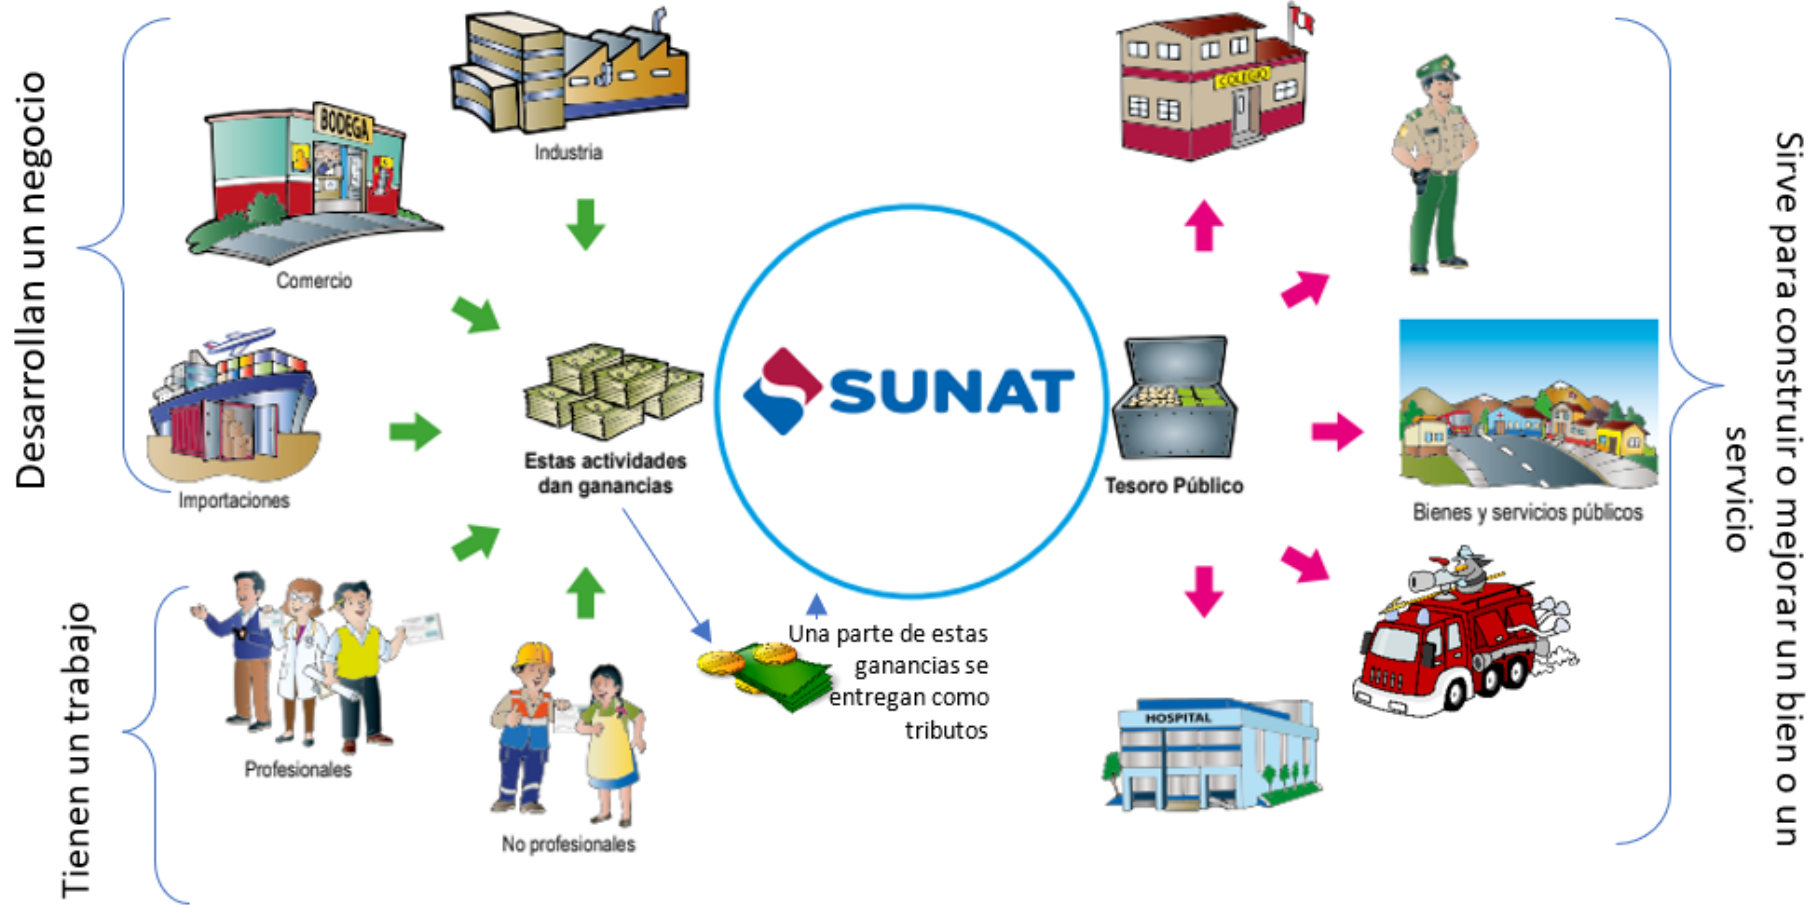 Desarrollan un negocio
Industria
BODEGA
Comercio
Importaciones
Estas actividades
dan ganancias
Tienen un trabajo
Profesionales
No profesionales
Una parte de estas
ganancias se
entregan como
tributos
SUNAT
Tesoro Público
COLEGIO
Bienes y servicios públicos
HOSPITAL
Sirve para construir o mejorar un bien o un
servicio